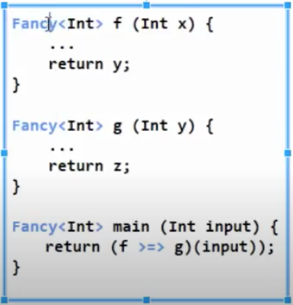 Fancy<Int> f (Int x) {
...
return y;
}
Fancy<Int> g (Int y) {
...
return z;
}
Fancy<Int> main (Int input) {
return (f >=> g)(input));
}